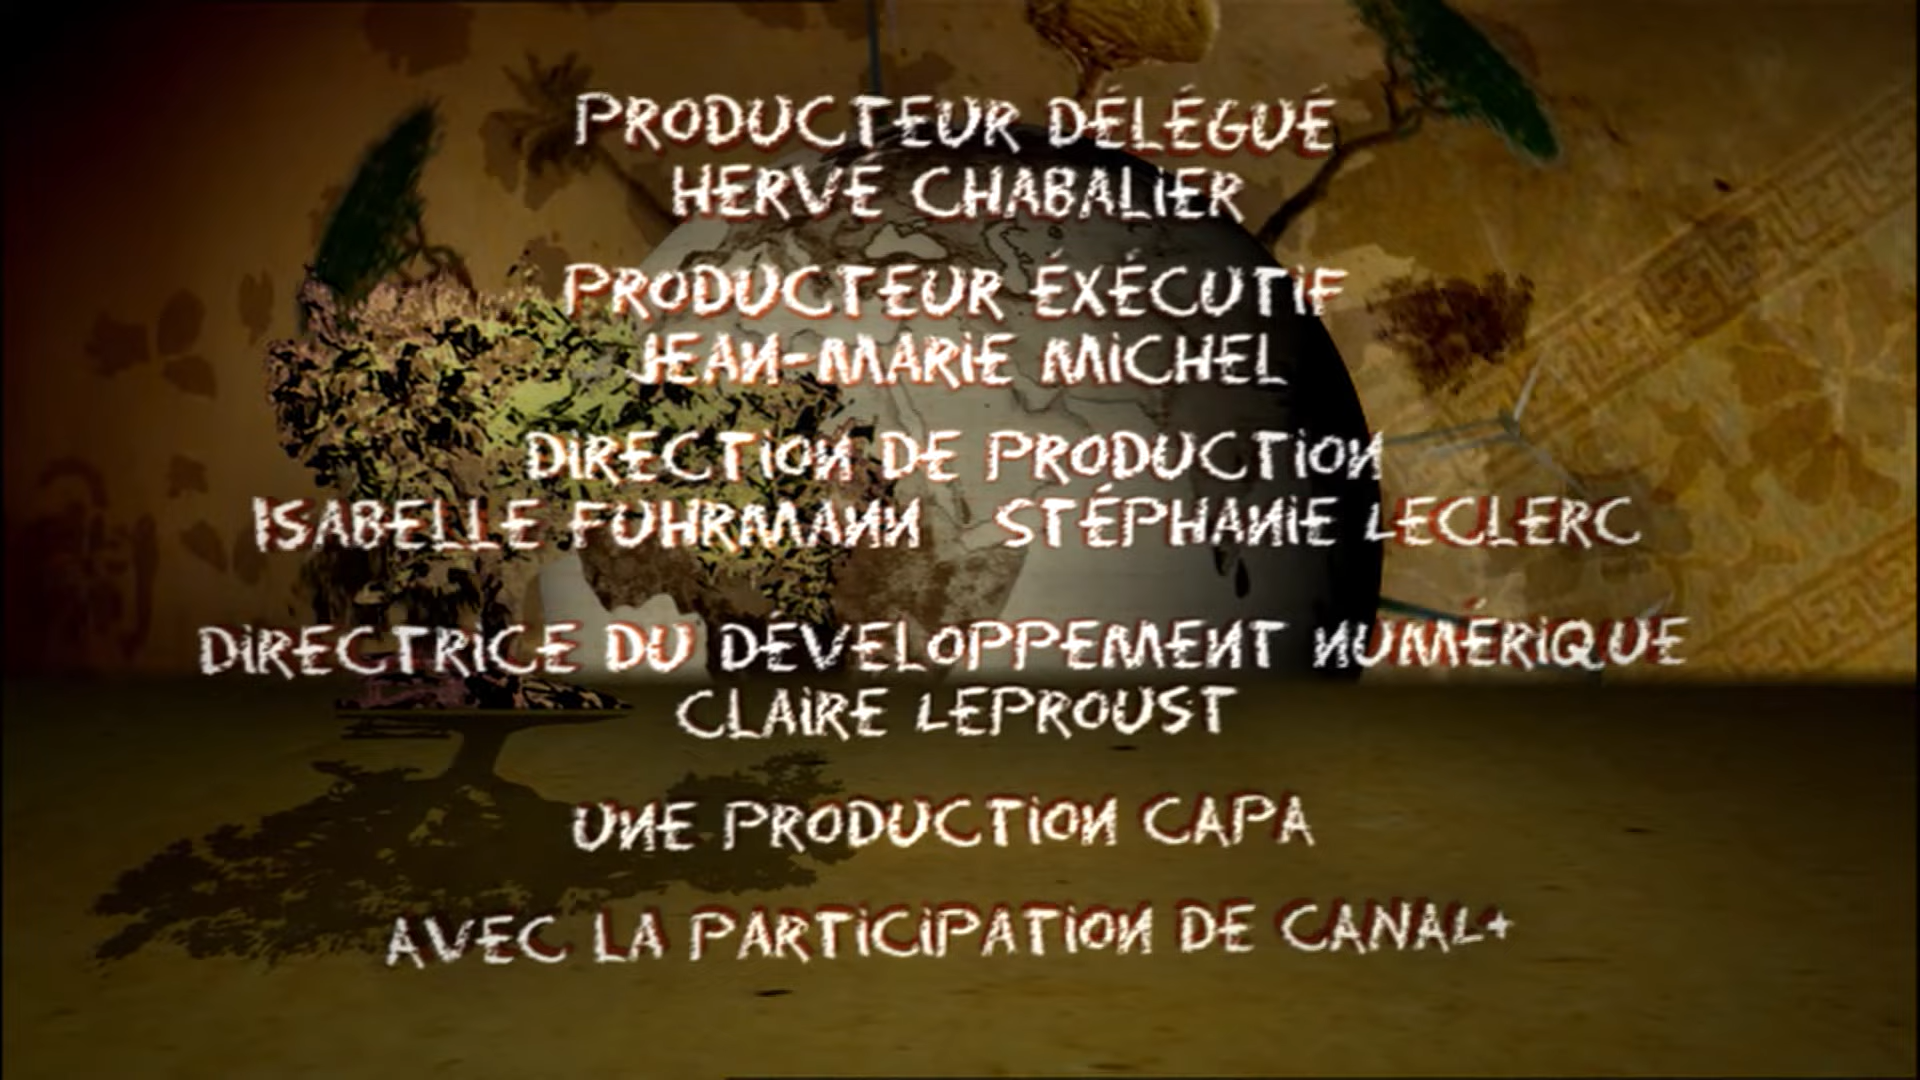 PRODUCTEUR DÉLÉGUÉ
HERVÉ CHABALIER
PRODUCTEUR ÉXÉCUTIF
JEAN-MARIE MICHEL
DIRECTION DE PRODUCTION
ISABELLE FUHRMANN STÉPHANIE LECLERC
DIRECTRICE DU DÉVELOPPEMENT NUMÉRIQUE
CLAIRE LEPROUST
UNE PRODUCTION CAPA
AVEC LA PARTICIPATION DE CANAL+